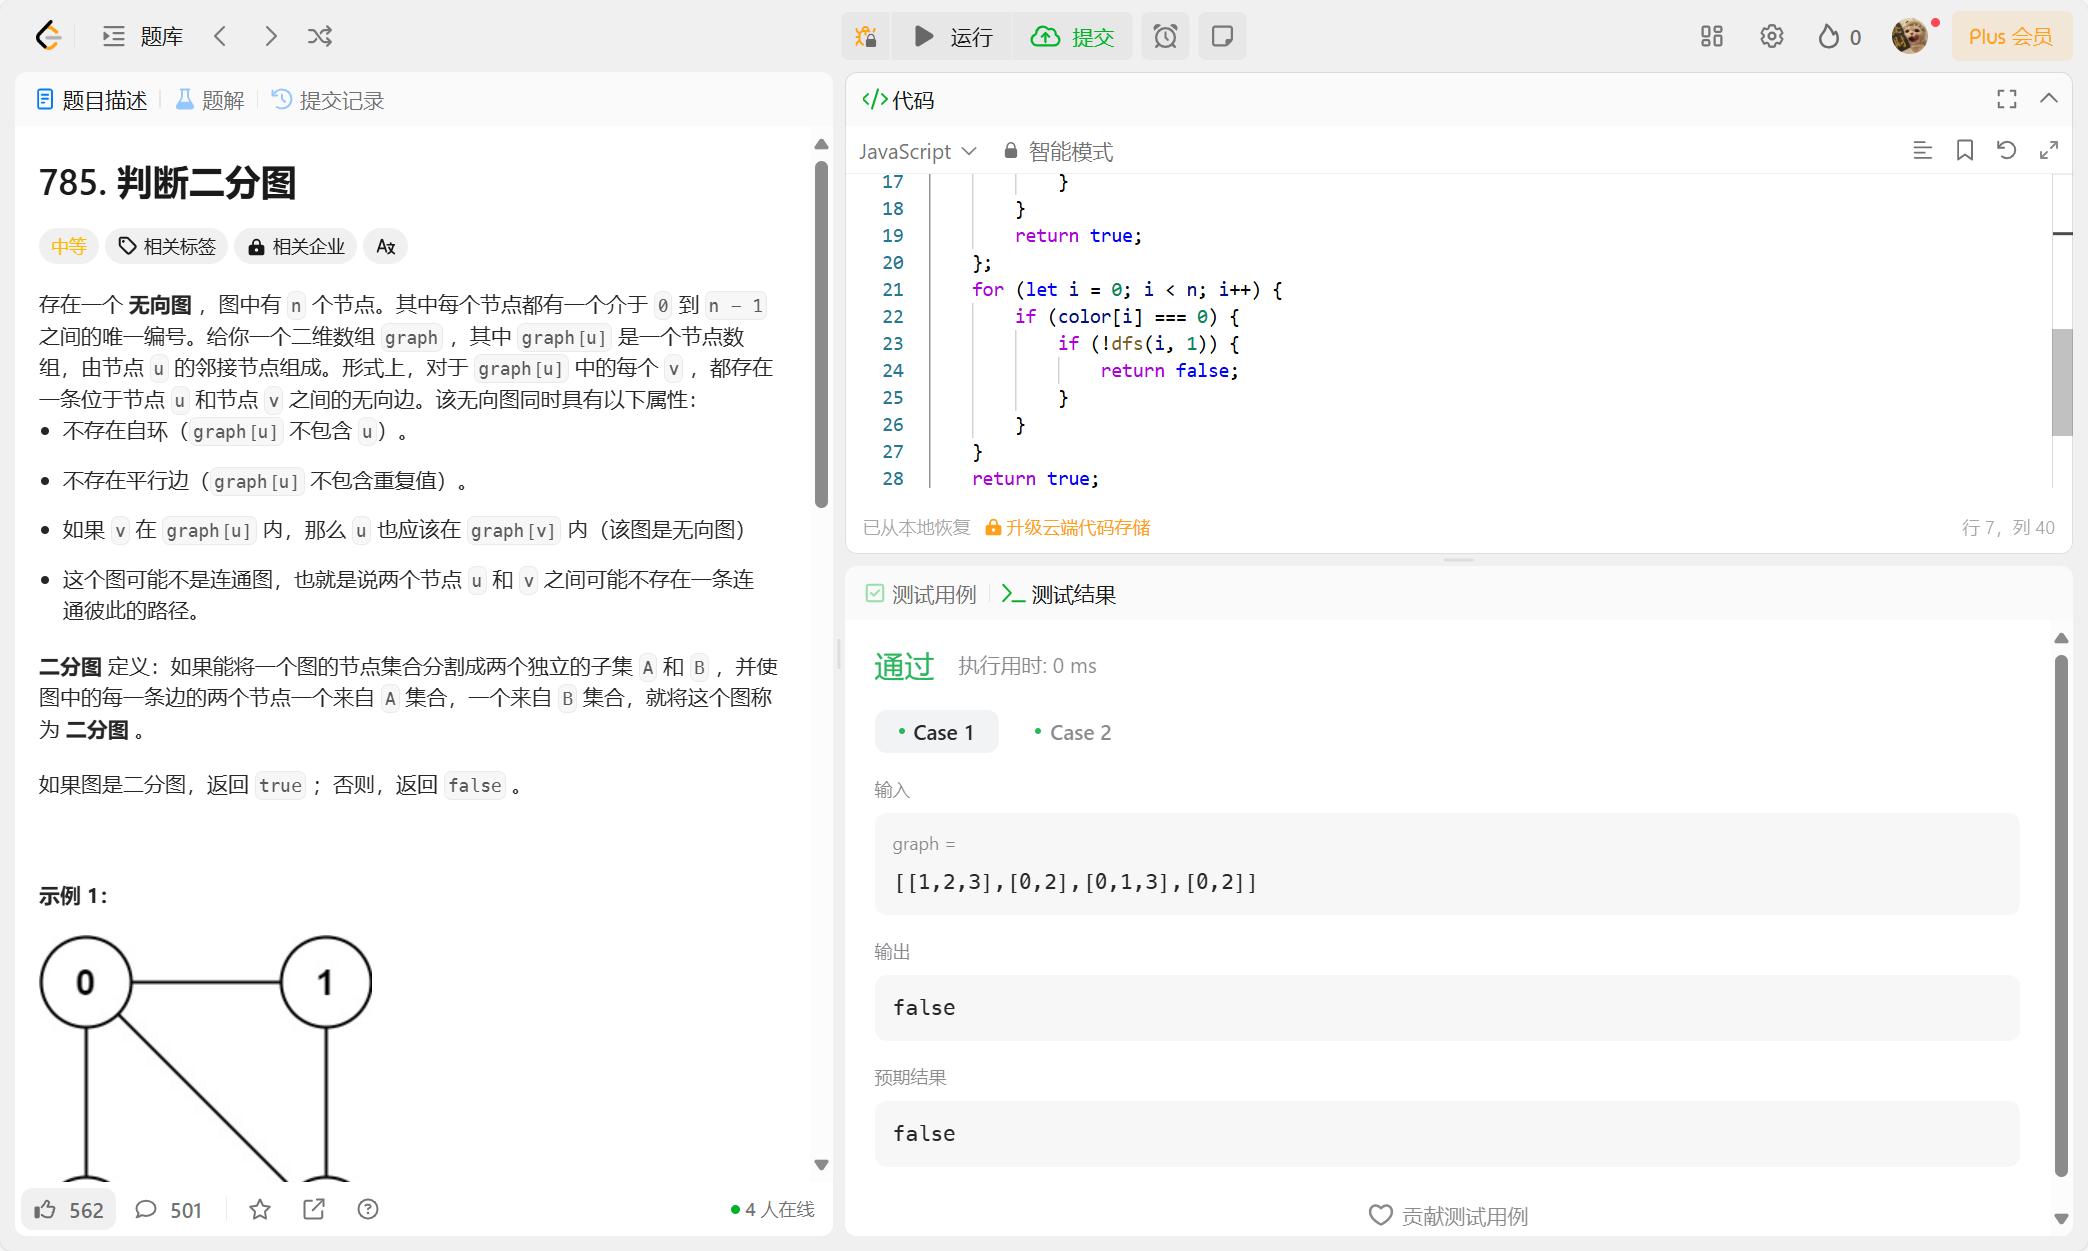 题库
运行
提交
0
Plus 会员
题目描述
题解
提交记录
785. 判断二分图
中等
相关标签
相关企业
存在一个 无向图 ，图中有 n 个节点。其中每个节点都有一个介于 0 到 n - 1
之间的唯一编号。给你一个二维数组 graph ，其中 graph[u] 是一个节点数
组，由节点 u 的邻接节点组成。形式上，对于 graph[u] 中的每个 v ，都存在
一条位于节点 u 和节点 v 之间的无向边。该无向图同时具有以下属性：
• 不存在自环（graph[u] 不包含 u）。
• 不存在平行边（graph[u] 不包含重复值）。
• 如果 v 在 graph[u] 内，那么 u 也应该在 graph[v] 内（该图是无向图）
• 这个图可能不是连通图，也就是说两个节点 u 和 v 之间可能不存在一条连
通彼此的路径。
二分图 定义：如果能将一个图的节点集合分割成两个独立的子集 A 和 B ，并使
图中的每一条边的两个节点一个来自 A 集合，一个来自 B 集合，就将这个图称
为 二分图 。
如果图是二分图，返回 true ；否则，返回 false 。
示例 1：
0
1
562
501
4 人在线
</>代码
JavaScript
智能模式
17 }
18 }
19 return true;
20 };
21 for (let i = 0; i < n; i++) {
22 if (color[i] === 0) {
23 if (!dfs(i, 1)) {
24 return false;
25 }
26 }
27 }
28 return true;
已从本地恢复
升级云端代码存储
行 7，列 40
测试用例
测试结果
通过
执行用时: 0 ms
Case 1
Case 2
输入
graph =
[[1,2,3],[0,2],[0,1,3],[0,2]]
输出
false
预期结果
false
贡献测试用例